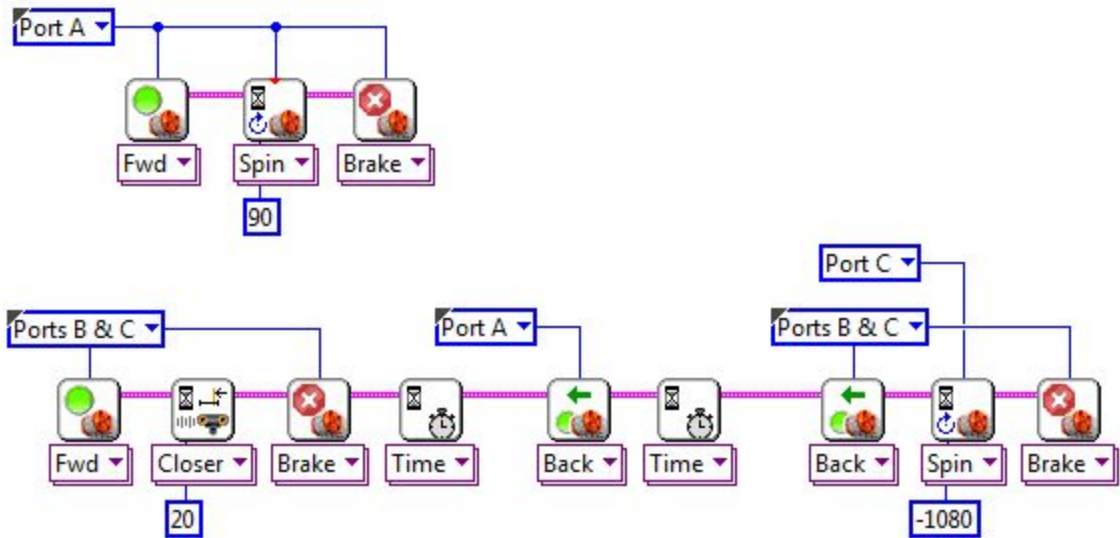 Port A
Fwd Spin Brake
90
Port C
Ports B & C Port A Ports B & C
Fwd Closer Brake Time Back Time Back Spin Brake
20 -1080